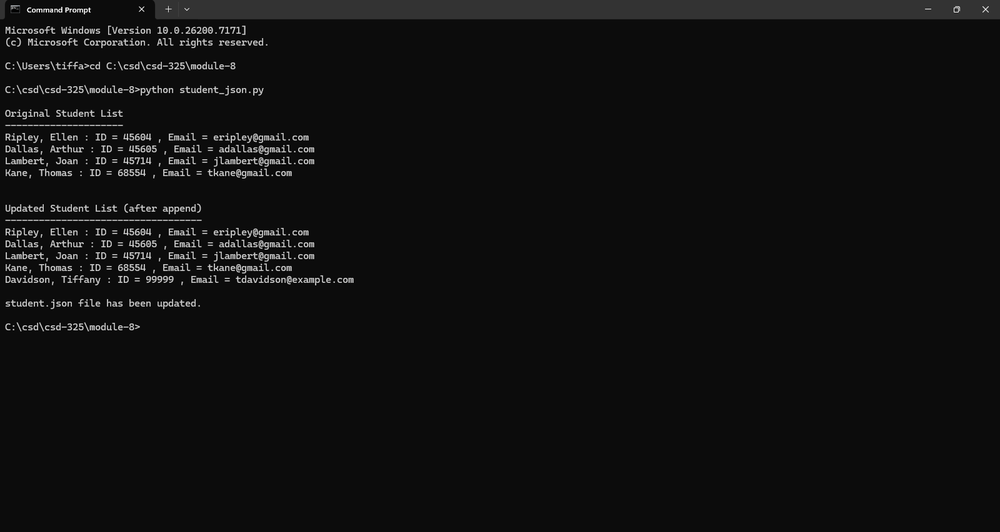 Command Prompt
Microsoft Windows [Version 10.0.26200.7171]
(c) Microsoft Corporation. All rights reserved.
C:\Users\tiffa>cd C:\csd\csd-325\module-8
C:\csd\csd-325\module-8>python student_json.py
Original Student List
---------------------
Ripley, Ellen : ID = 45604 , Email = eripley@gmail.com
Dallas, Arthur : ID = 45605 , Email = adallas@gmail.com
Lambert, Joan : ID = 45714 , Email = jlambert@gmail.com
Kane, Thomas : ID = 68554 , Email = tkane@gmail.com
Updated Student List (after append)
-----------------------------------
Ripley, Ellen : ID = 45604 , Email = eripley@gmail.com
Dallas, Arthur : ID = 45605 , Email = adallas@gmail.com
Lambert, Joan : ID = 45714 , Email = jlambert@gmail.com
Kane, Thomas : ID = 68554 , Email = tkane@gmail.com
Davidson, Tiffany : ID = 99999 , Email = tdavidson@example.com
student.json file has been updated.
C:\csd\csd-325\module-8>